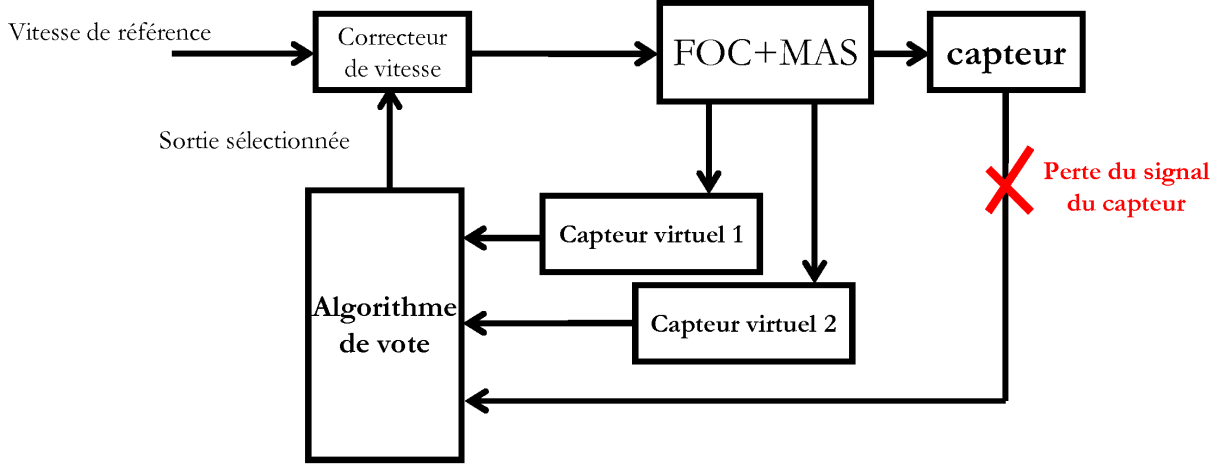 Vitesse de référence
Correcteur
de vitesse
FOC+MAS
capteur
Sortie sélectionnée
Perte du signal
du capteur
Capteur virtuel 1
Algorithme
de vote
Capteur virtuel 2